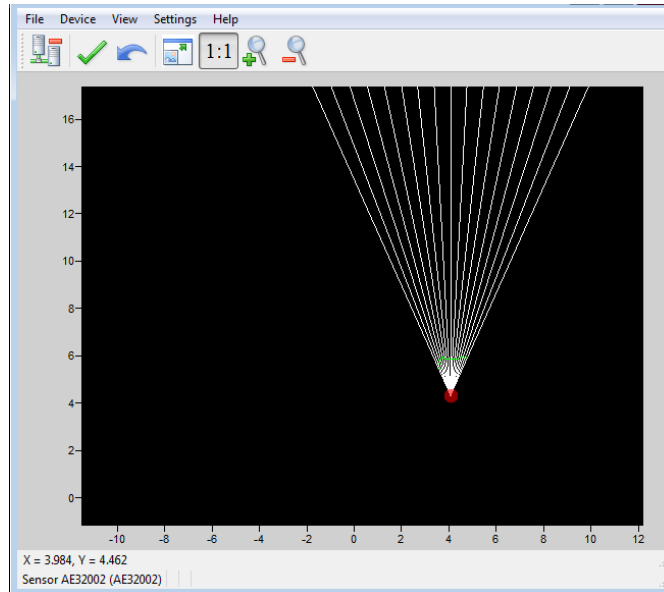 File Device View Settings Help
1:1
16
14
12
10
8
6
4
2
0
-10 -8 -6 -4 -2 0 2 4 6 8 10 12
X = 3.984, Y = 4.462
Sensor AE32002 (AE32002)